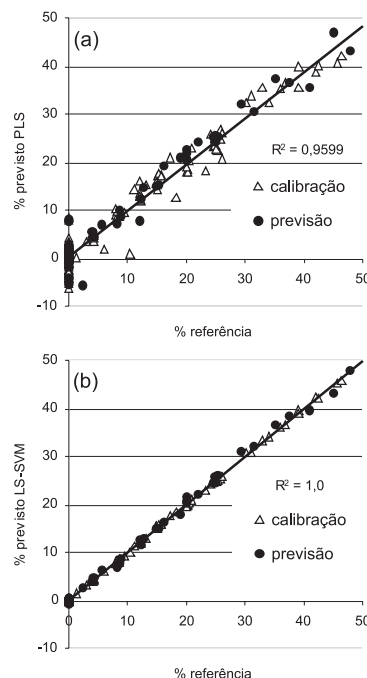 50
(a)
40
30
20
10
0
-10
% previsto PLS
R² = 0,9599
calibração
previsão
0 10 20 30 40 50
% referência
50
(b)
40
30
20
10
0
-10
% previsto LS-SVM
R² = 1,0
calibração
previsão
0 10 20 30 40 50
% referência